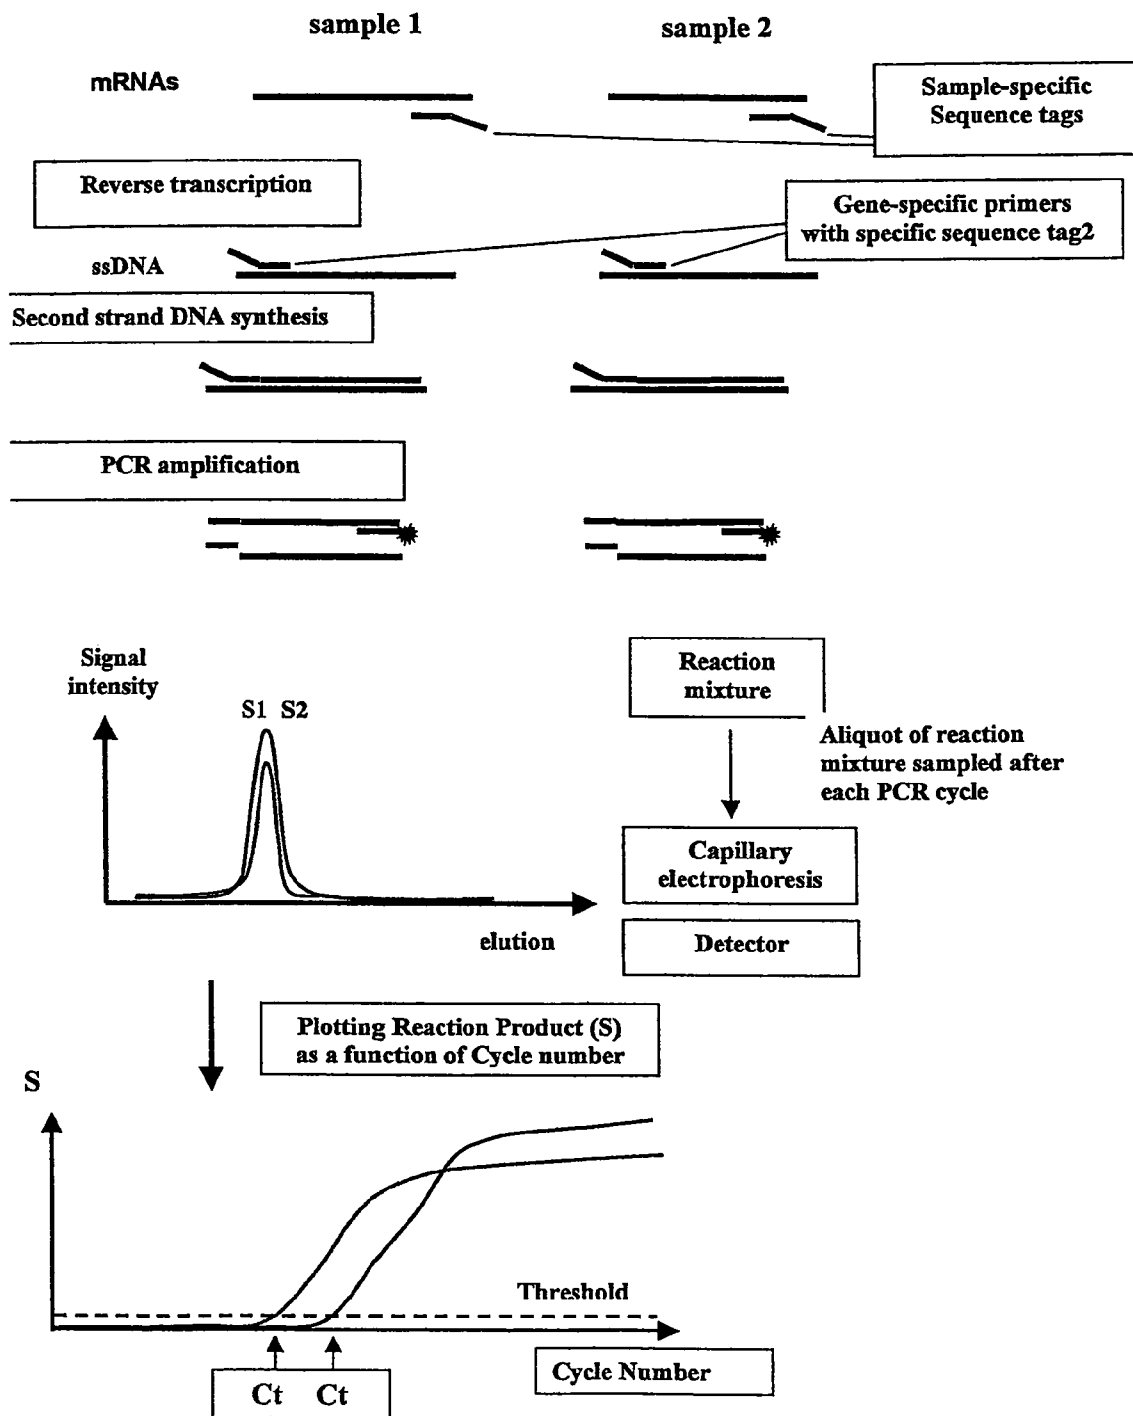 sample 1
sample 2
mRNAs
Sample-specific
Sequence tags
Reverse transcription
Gene-specific primers
with specific sequence tag2
ssDNA
Second strand DNA synthesis
PCR amplification
Signal
intensity
S1 S2
Reaction
mixture
Aliquot of reaction
mixture sampled after
each PCR cycle
Capillary
electrophoresis
elution
Detector
Plotting Reaction Product (S)
as a function of Cycle number
S
Threshold
Cycle Number
Ct Ct